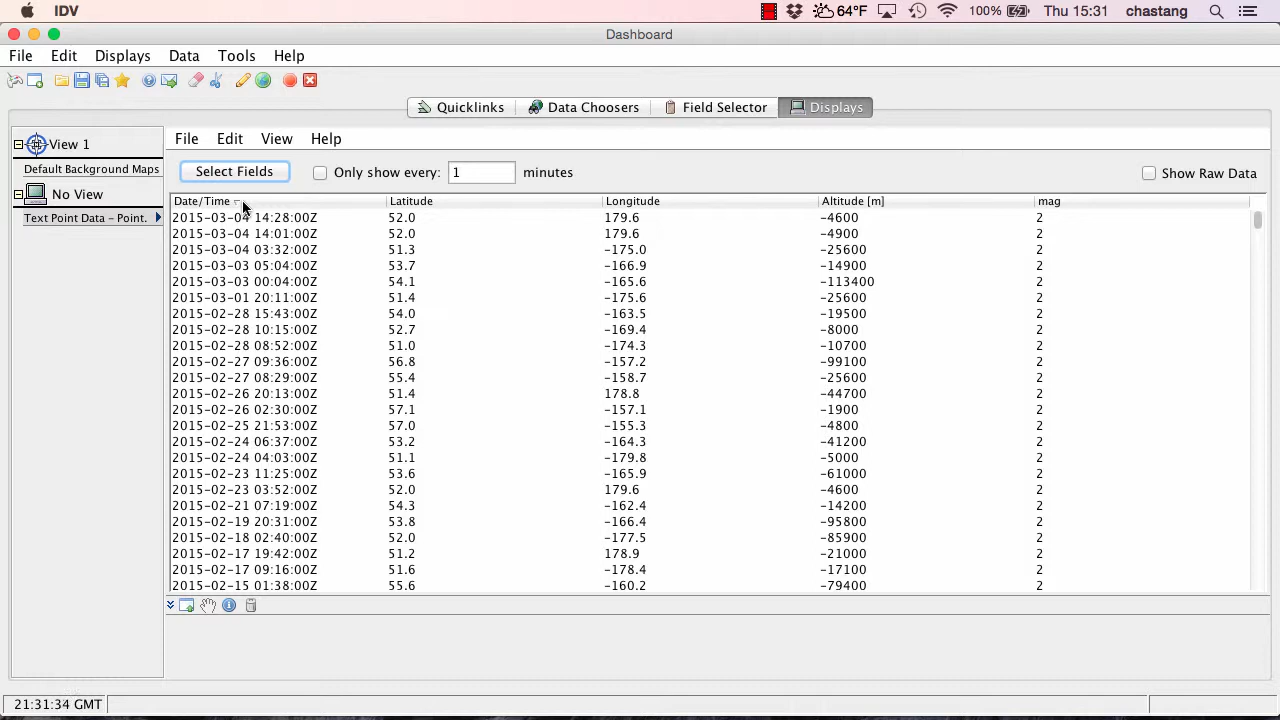 IDV 64°F 100% Thu 15:31 chastang
Dashboard
File Edit Displays Data Tools Help
Quicklinks Data Choosers Field Selector Displays
View 1
Default Background Maps
No View
Text Point Data – Point.
File Edit View Help
Select Fields Only show every: 1 minutes Show Raw Data
Date/Time Latitude Longitude Altitude [m] mag
2015-03-04 14:28:00Z 52.0 179.6 -4600 2
2015-03-04 14:01:00Z 52.0 179.6 -4900 2
2015-03-04 03:32:00Z 51.3 -175.0 -25600 2
2015-03-03 05:04:00Z 53.7 -166.9 -14900 2
2015-03-03 00:04:00Z 54.1 -165.6 -113400 2
2015-03-01 20:11:00Z 51.4 -175.6 -25600 2
2015-02-28 15:43:00Z 54.0 -163.5 -19500 2
2015-02-28 10:15:00Z 52.7 -169.4 -8000 2
2015-02-28 08:52:00Z 51.0 -174.3 -10700 2
2015-02-27 09:36:00Z 56.8 -157.2 -99100 2
2015-02-27 08:29:00Z 55.4 -158.7 -25600 2
2015-02-26 20:13:00Z 51.4 178.8 -44700 2
2015-02-26 02:30:00Z 57.1 -157.1 -1900 2
2015-02-25 21:53:00Z 57.0 -155.3 -4800 2
2015-02-24 06:37:00Z 53.2 -164.3 -41200 2
2015-02-24 04:03:00Z 51.1 -179.8 -5000 2
2015-02-23 11:25:00Z 53.6 -165.9 -61000 2
2015-02-23 03:52:00Z 52.0 179.6 -4600 2
2015-02-21 07:19:00Z 54.3 -162.4 -14200 2
2015-02-19 20:31:00Z 53.8 -166.4 -95800 2
2015-02-18 02:40:00Z 52.0 -177.5 -85900 2
2015-02-17 19:42:00Z 51.2 178.9 -21000 2
2015-02-17 09:16:00Z 51.6 -178.4 -17100 2
2015-02-15 01:38:00Z 55.6 -160.2 -79400 2
21:31:34 GMT